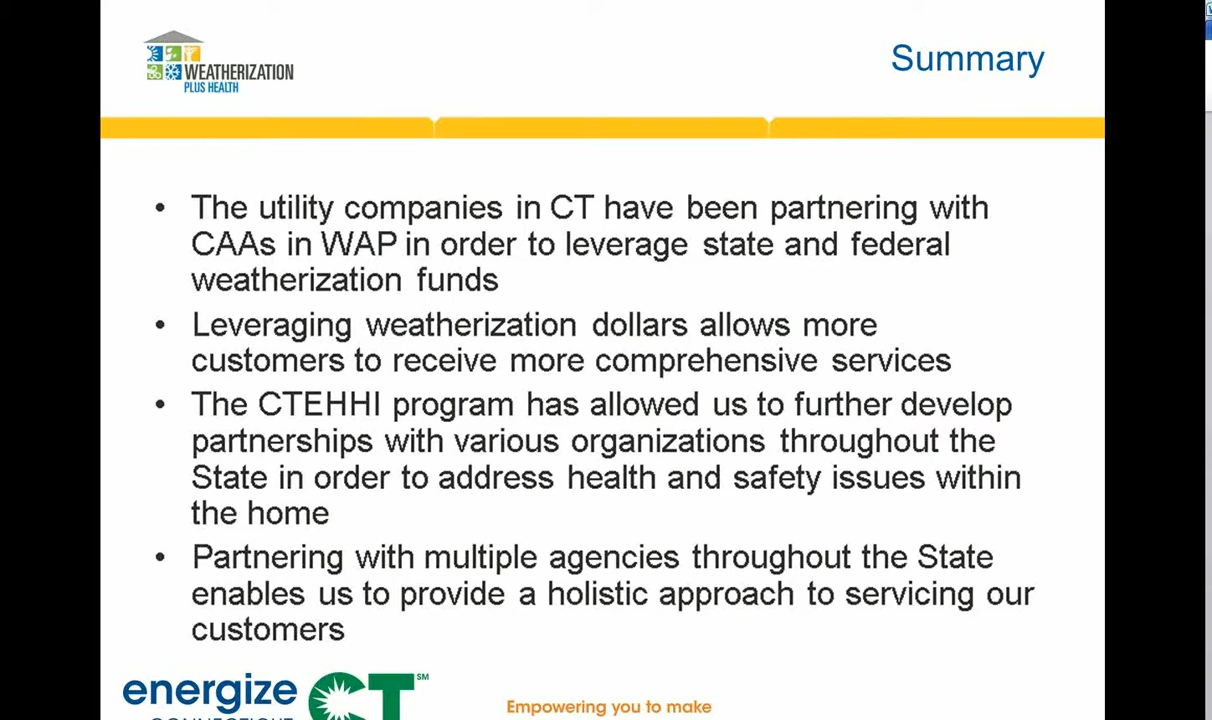 WEATHERIZATION
PLUS HEALTH
Summary
• The utility companies in CT have been partnering with
CAAs in WAP in order to leverage state and federal
weatherization funds
• Leveraging weatherization dollars allows more
customers to receive more comprehensive services
• The CTEHHI program has allowed us to further develop
partnerships with various organizations throughout the
State in order to address health and safety issues within
the home
• Partnering with multiple agencies throughout the State
enables us to provide a holistic approach to servicing our
customers
energize CT SM
CONNECTICUT
Empowering you to make